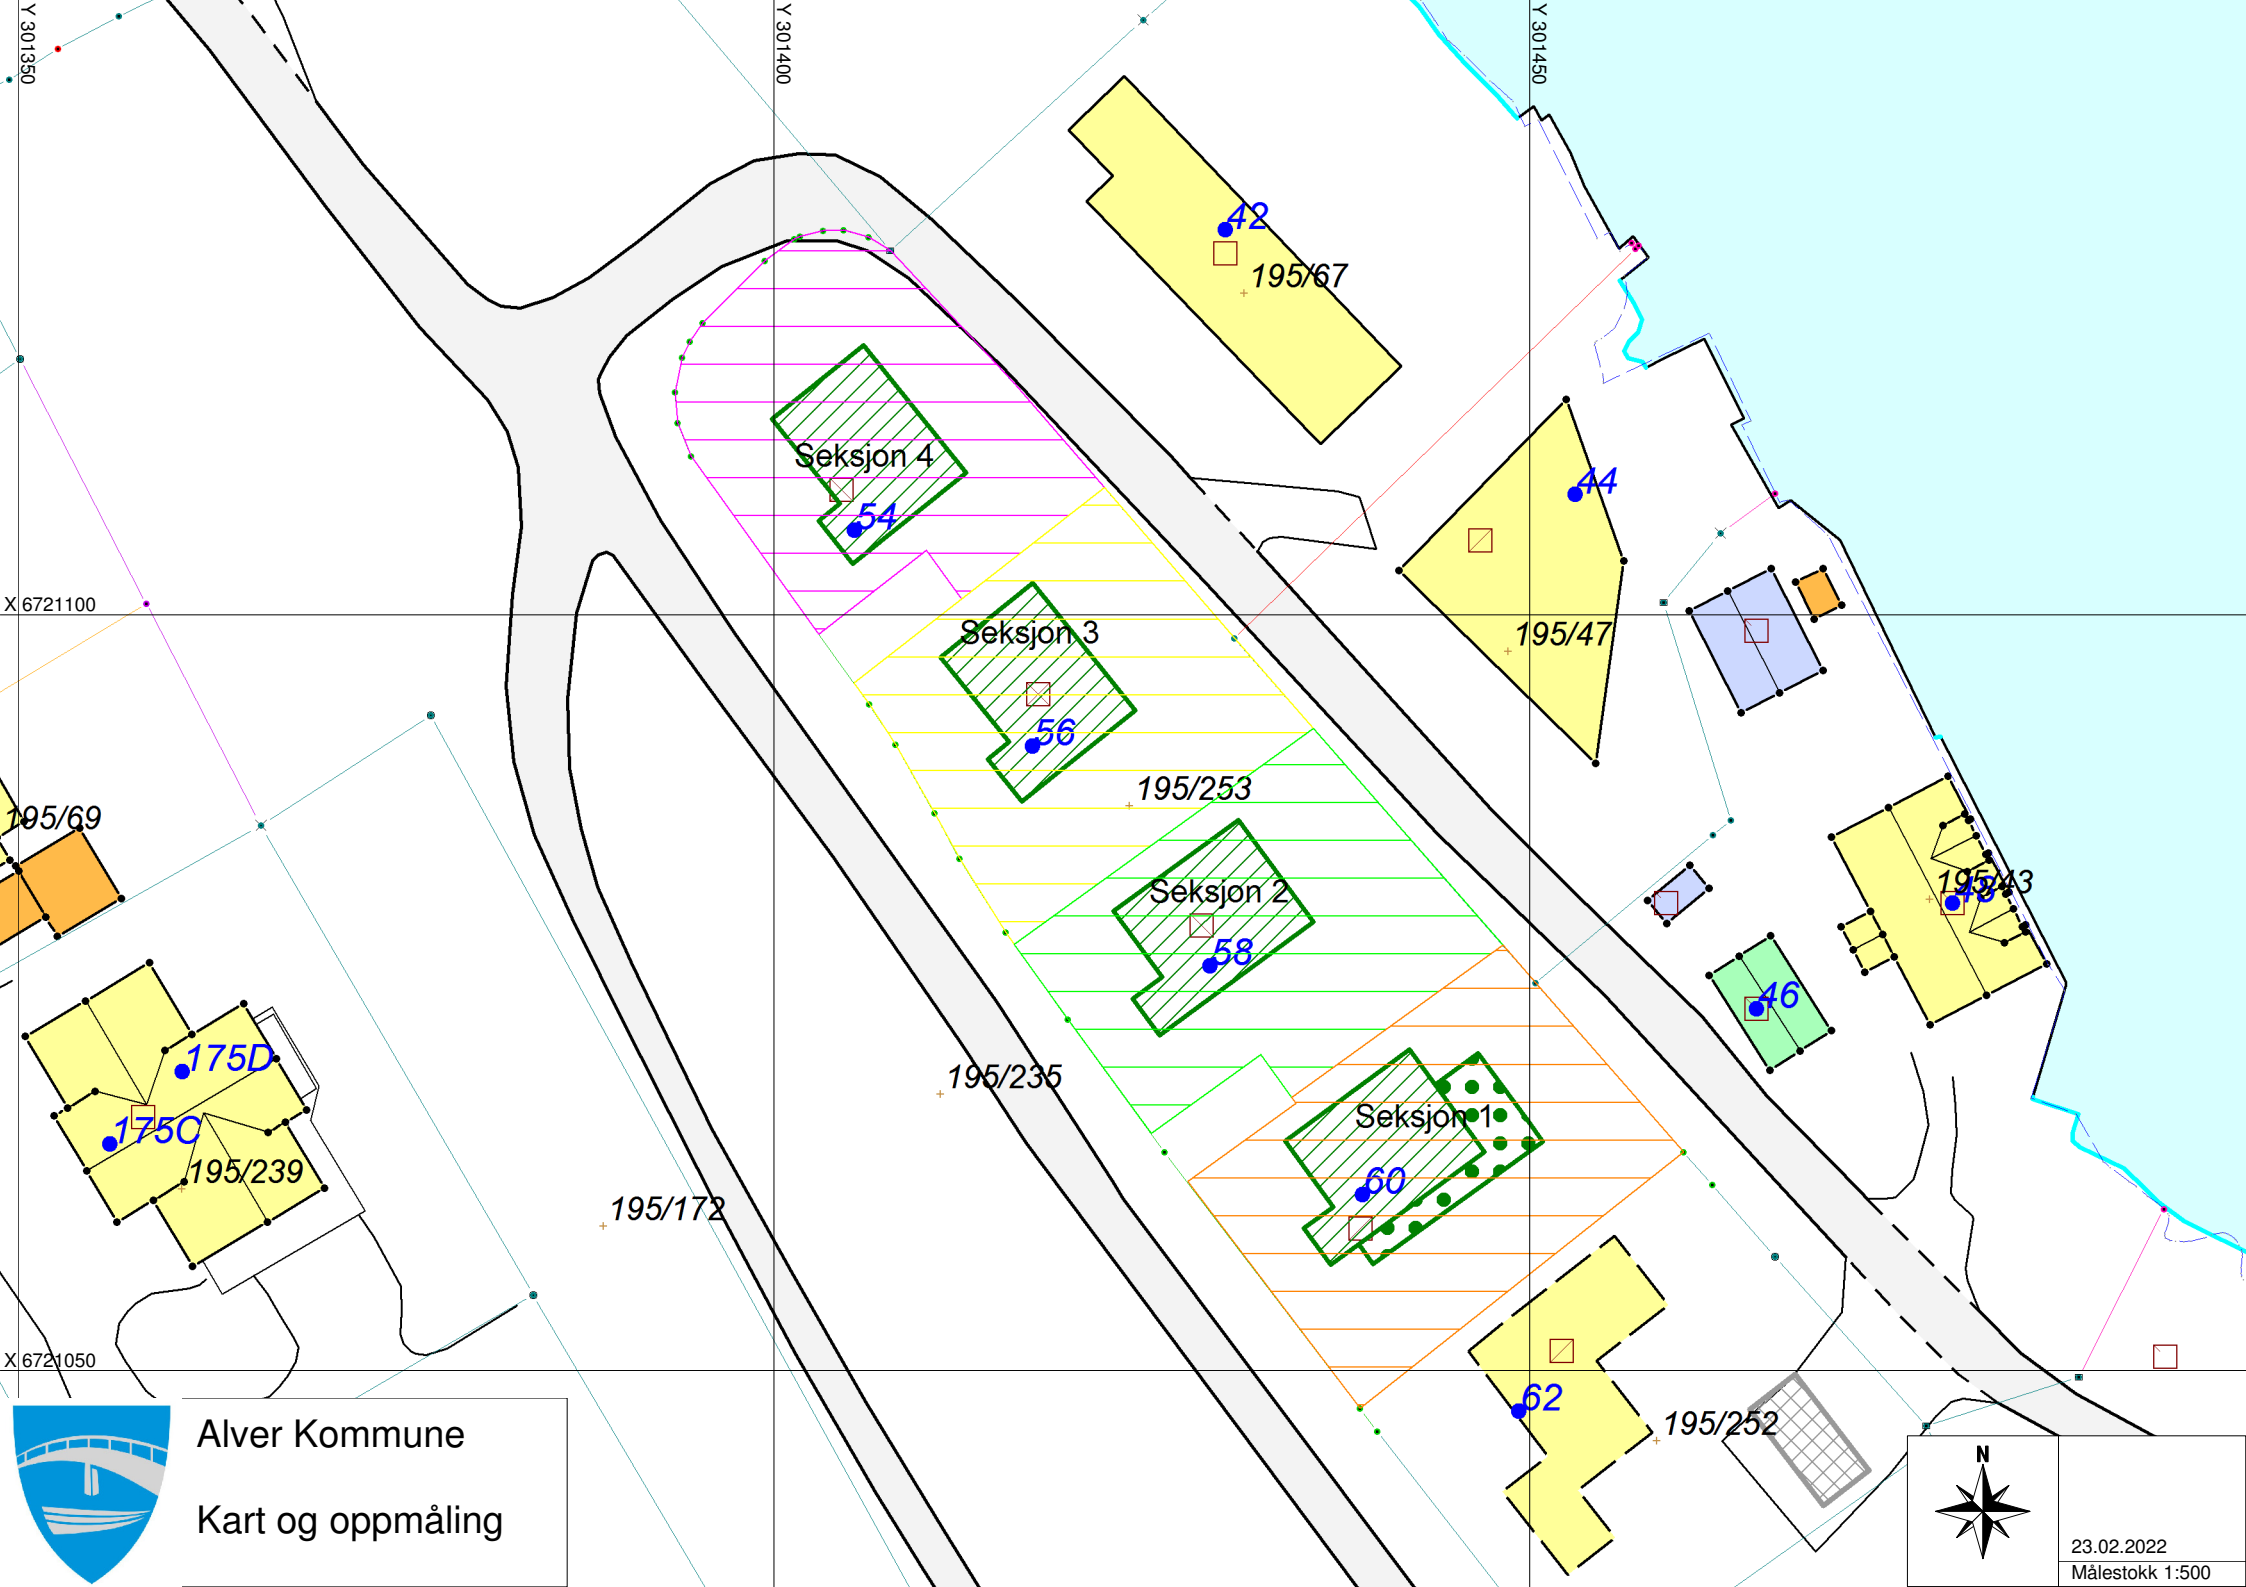 Y 301350
Y 301400
Y 301450
42
195/67
Seksjon 4
54
44
X 6721100
Seksjon 3
195/47
56
195/253
195/69
Seksjon 2
195/43
48
58
46
175D
195/235
Seksjon 1
175C
195/239
60
195/172
X 6721050
62
195/252
Alver Kommune
Kart og oppmåling
N
23.02.2022
Målestokk 1:500